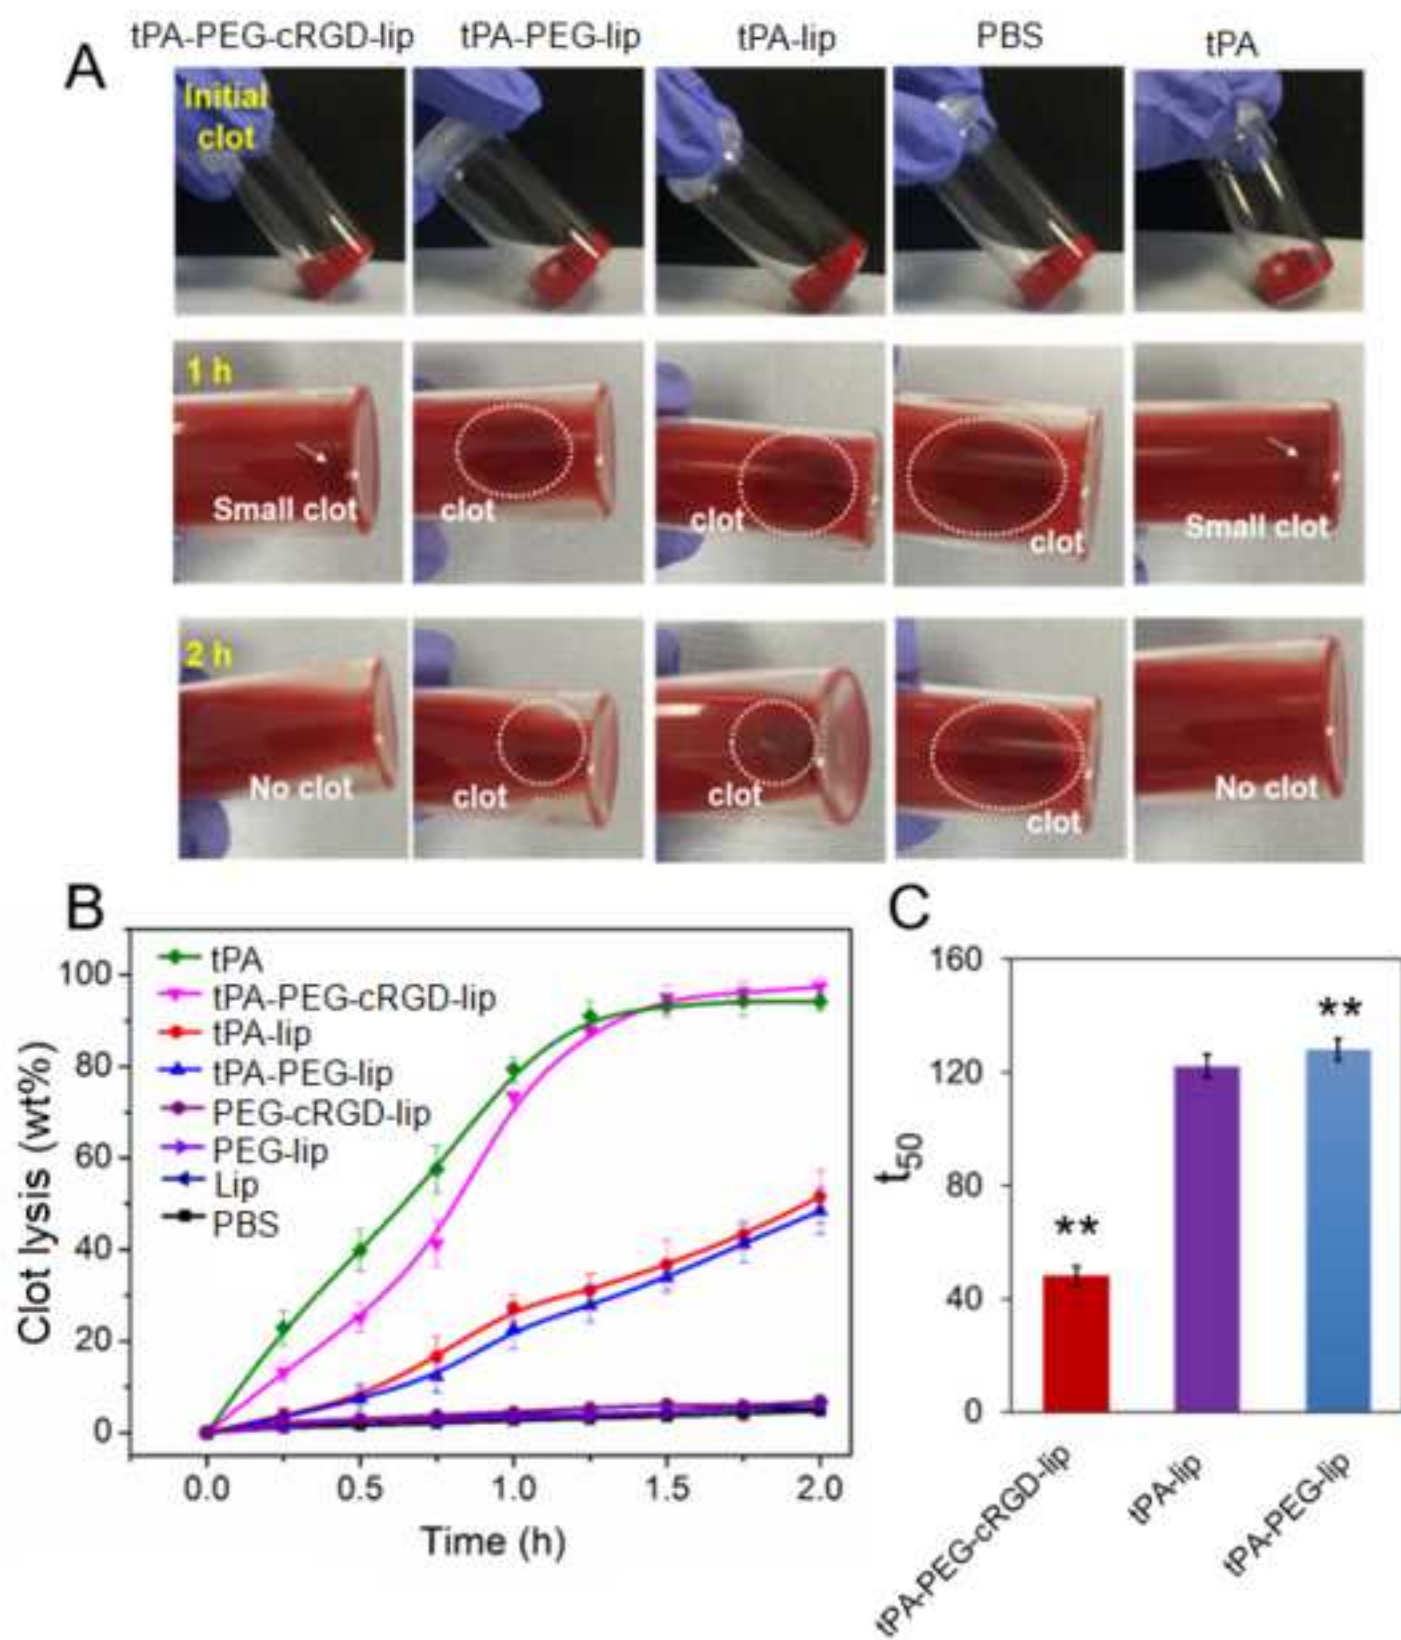 A
tPA-PEG-cRGD-lip tPA-PEG-lip tPA-lip PBS tPA
Initial
clot
1 h
Small clot clot clot clot Small clot
2 h
No clot clot clot clot No clot
B
Clot lysis (wt%)
100
80
60
40
20
0
tPA
tPA-PEG-cRGD-lip
tPA-lip
tPA-PEG-lip
PEG-cRGD-lip
PEG-lip
Lip
PBS
0.0 0.5 1.0 1.5 2.0
Time (h)
C
t50
160
120
80
40
0
**
**
tPA-PEG-cRGD-lip
tPA-lip
tPA-PEG-lip